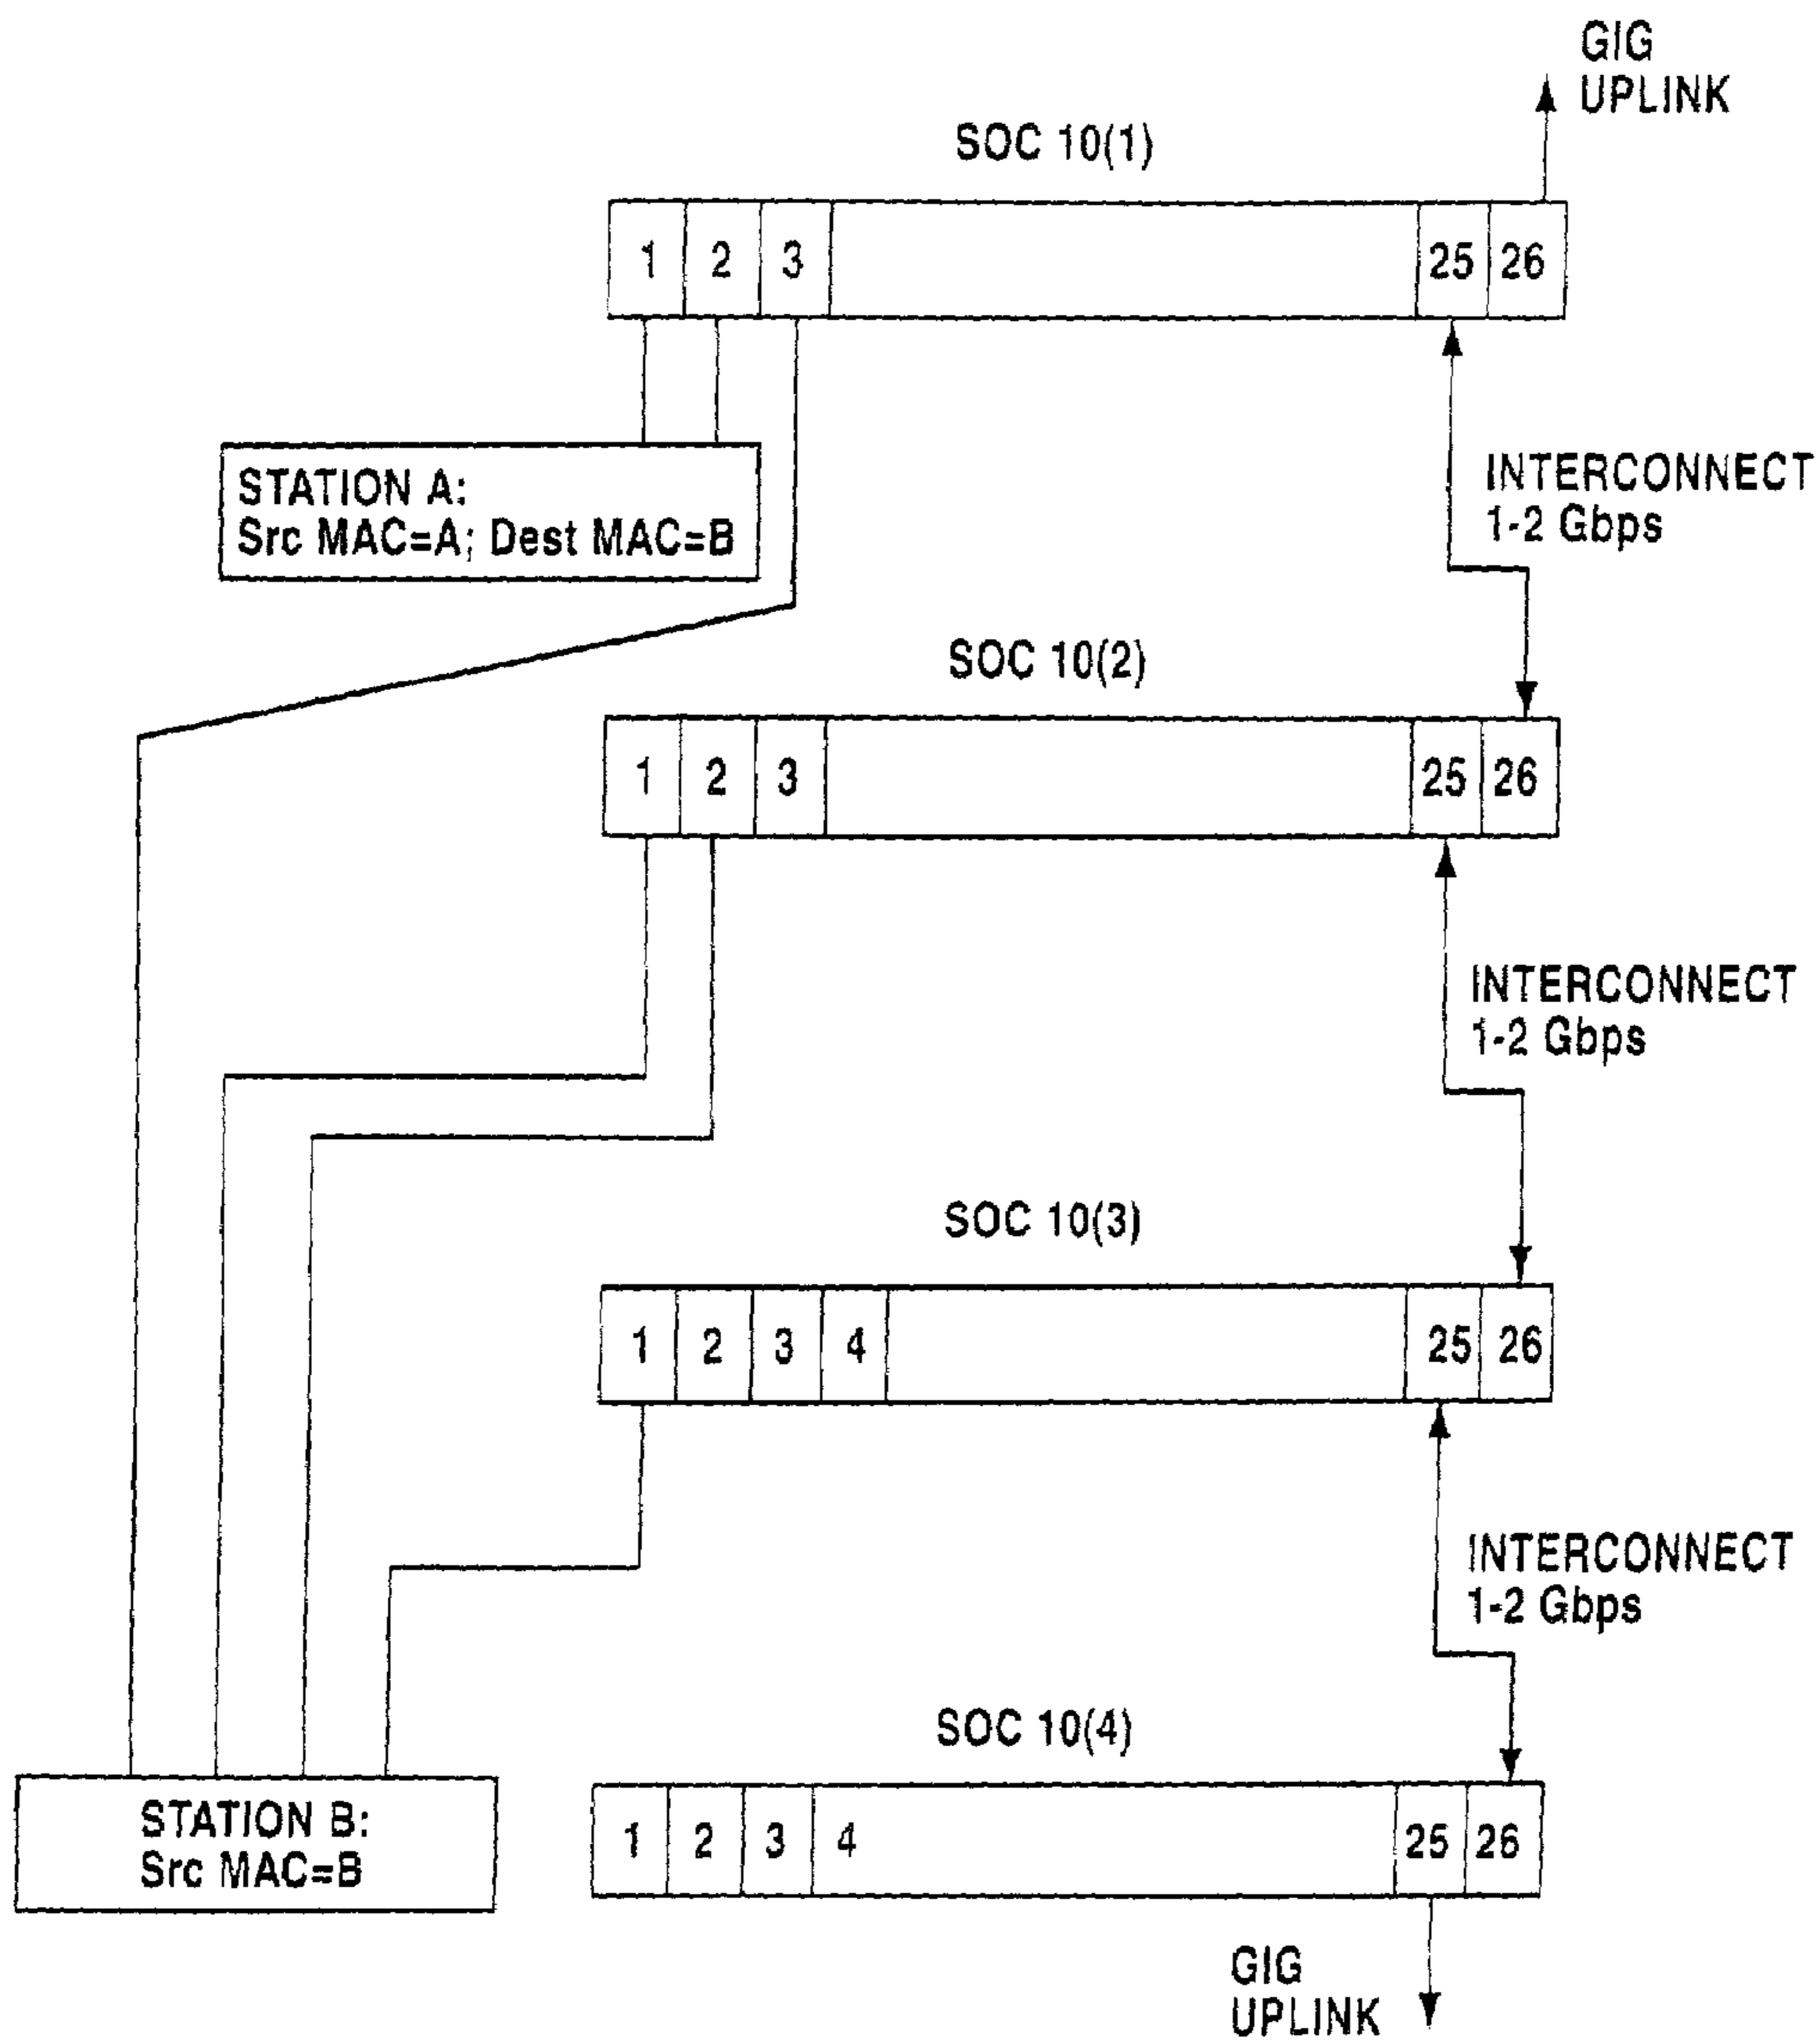 GIG
UPLINK
SOC 10(1)
1 2 3 25 26
STATION A:
Src MAC=A; Dest MAC=B
INTERCONNECT
1-2 Gbps
SOC 10(2)
1 2 3 25 26
INTERCONNECT
1-2 Gbps
SOC 10(3)
1 2 3 4 25 26
INTERCONNECT
1-2 Gbps
SOC 10(4)
STATION B:
Src MAC=B
1 2 3 4 25 26
GIG
UPLINK